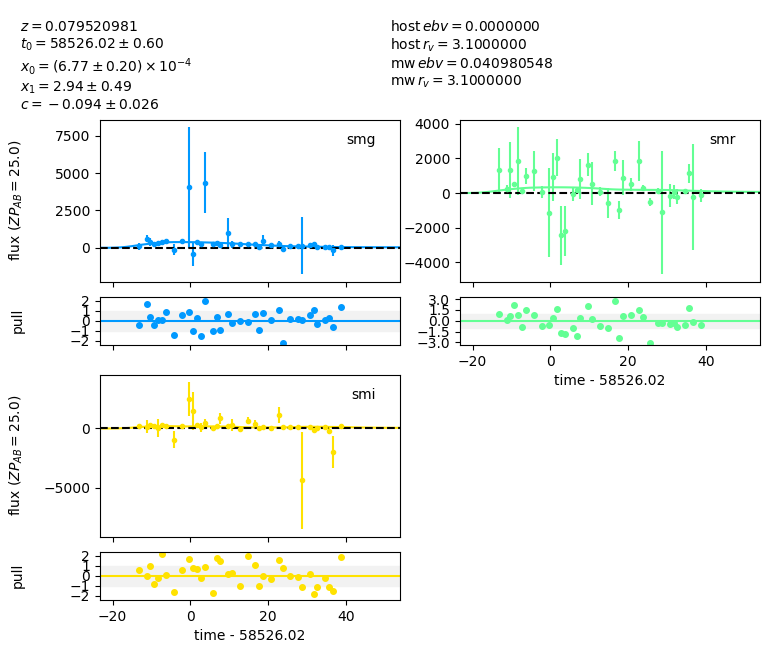 z = 0.079520981
t₀ = 58526.02 ± 0.60
x₀ = (6.77 ± 0.20) × 10⁻⁴
x₁ = 2.94 ± 0.49
c = −0.094 ± 0.026
host ebv = 0.0000000
host r_v = 3.1000000
mw ebv = 0.040980548
mw r_v = 3.1000000
smg
flux (ZP_AB = 25.0)
7500
5000
2500
0
smr
4000
2000
0
−2000
−4000
pull
2
1
0
−1
−2
3.0
1.5
0.0
−1.5
−3.0
−20
0
20
40
time - 58526.02
smi
flux (ZP_AB = 25.0)
0
−5000
pull
2
1
0
−1
−2
−20
0
20
40
time - 58526.02